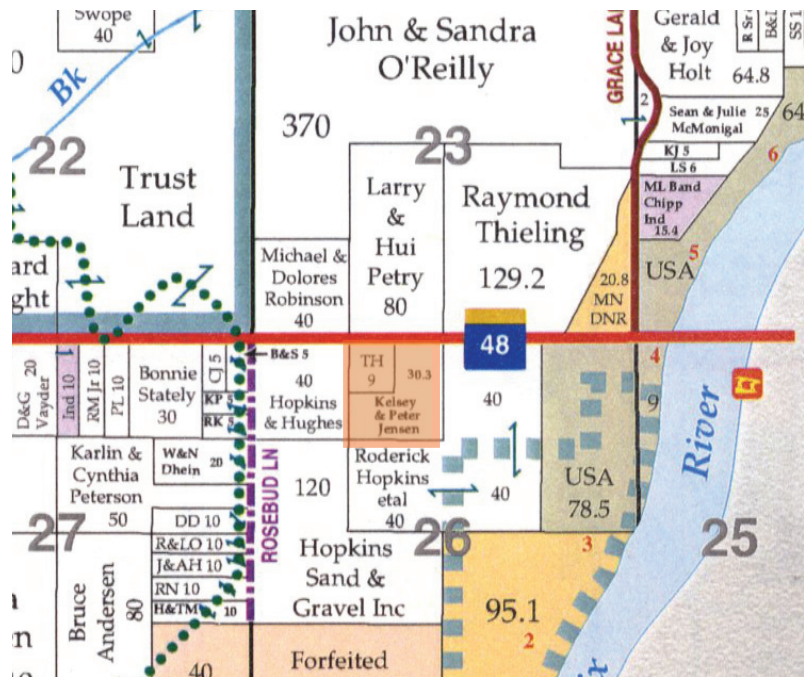 Swope
40
Bk
0
22
Trust
Land
John & Sandra
O'Reilly
370
23
GRACE LA
Gerald
& Joy
Holt
64.8
R Sr
B&L
SS 1
2
Sean & Julie
McMonigal
25
64
KJ 5
LS 6
6
ML Band
Chipp
Ind
15.4
5
USA
Larry
&
Hui
Petry
80
Raymond
Thieling
129.2
20.8
MN
DNR
Michael &
Dolores
Robinson
40
ard
ght
48
B&S 5
40
Hopkins
& Hughes
TH
9
30.3
Kelsey
& Peter
Jensen
40
4
9
D&G 20
Vayder
Ind 10
RM Jr 10
PL 10
Bonnie
Stately
30
CJ 5
KP 5
RK 5
Karlin &
Cynthia
Peterson
50
W&N
Dhein
20
ROSEBUD LN
120
Roderick
Hopkins
etal
40
40
USA
78.5
River
27
DD 10
R&LO 10
J&AH 10
RN 10
H&TM
10
Hopkins
Sand &
Gravel Inc
26
3
25
Bruce
Andersen
80
95.1
2
40
Forfeited
n
ix